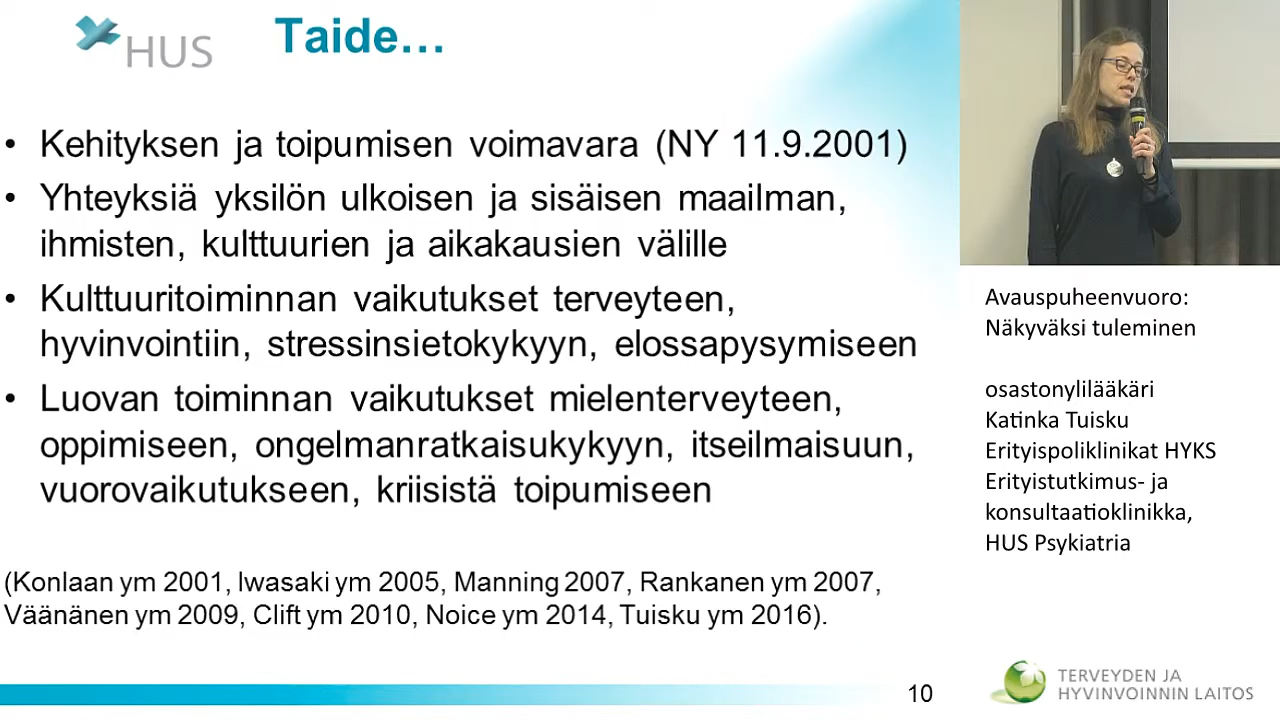 HUS
Taide…
• Kehityksen ja toipumisen voimavara (NY 11.9.2001)
• Yhteyksiä yksilön ulkoisen ja sisäisen maailman,
ihmisten, kulttuurien ja aikakausien välille
• Kulttuuritoiminnan vaikutukset terveyteen,
hyvinvointiin, stressinsietokykyyn, elossapysymiseen
• Luovan toiminnan vaikutukset mielenterveyteen,
oppimiseen, ongelmanratkaisukykyyn, itseilmaisuun,
vuorovaikutukseen, kriisistä toipumiseen
(Konlaan ym 2001, Iwasaki ym 2005, Manning 2007, Rankanen ym 2007,
Väänänen ym 2009, Clift ym 2010, Noice ym 2014, Tuisku ym 2016).
10
Avauspuheenvuoro:
Näkyväksi tuleminen
osastonylilääkäri
Katinka Tuisku
Erityispoliklinikat HYKS
Erityistutkimus- ja
konsultaatioklinikka,
HUS Psykiatria
TERVEYDEN JA
HYVINVOINNIN LAITOS